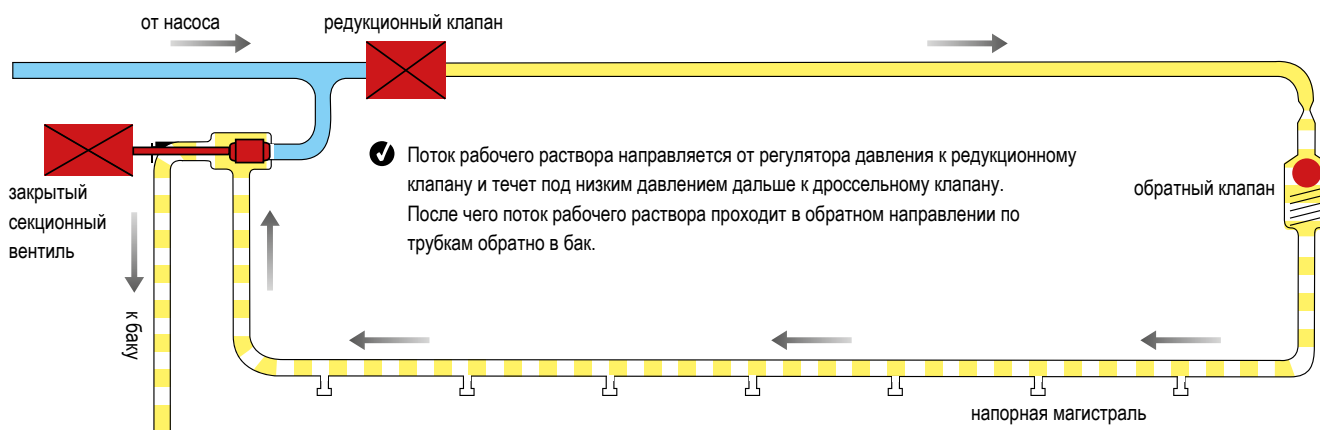 от насоса
редукционный клапан
Поток рабочего раствора направляется от регулятора давления к редукционному
клапану и течет под низким давлением дальше к дроссельному клапану.
После чего поток рабочего раствора проходит в обратном направлении по
трубкам обратно в бак.
закрытый
секционный
вентиль
обратный клапан
к баку
напорная магистраль